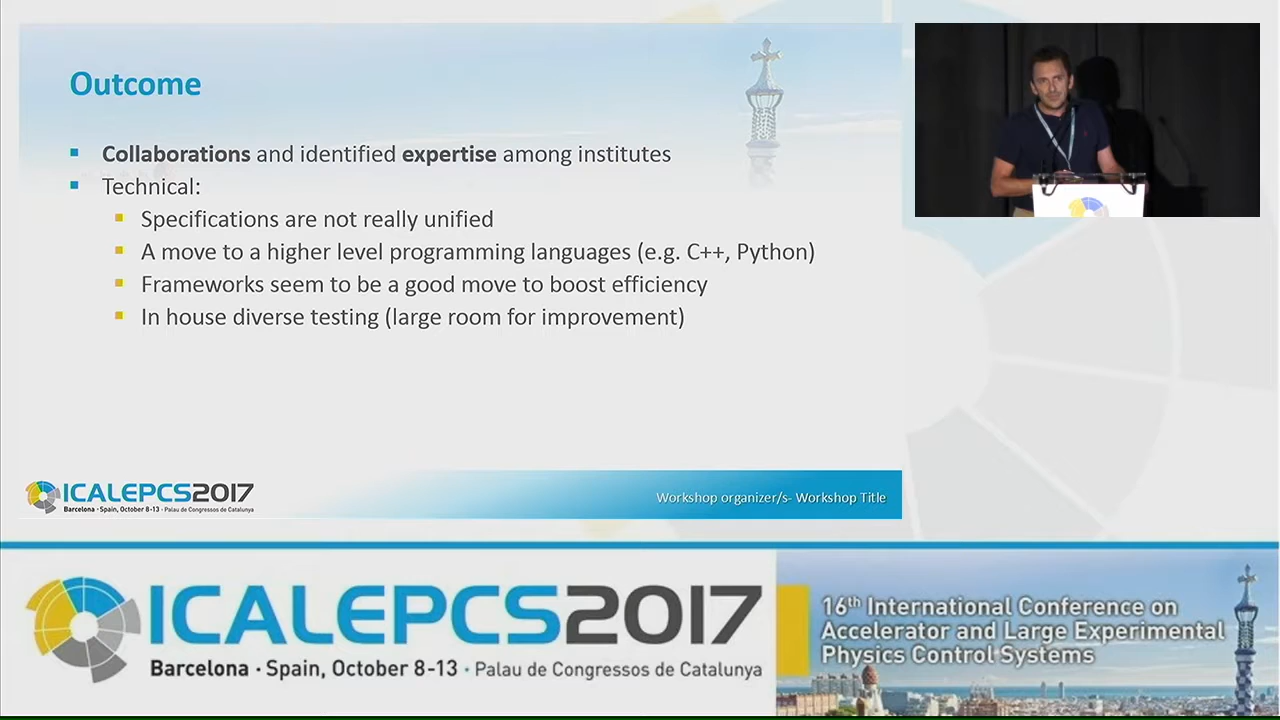 Outcome
Collaborations and identified expertise among institutes
Technical:
Specifications are not really unified
A move to a higher level programming languages (e.g. C++, Python)
Frameworks seem to be a good move to boost efficiency
In house diverse testing (large room for improvement)
ICALEPCS2017
Barcelona · Spain, October 8-13 · Palau de Congressos de Catalunya
Workshop organizer/s- Workshop Title
ICALEPCS2017
Barcelona · Spain, October 8-13 · Palau de Congressos de Catalunya
16th International Conference on
Accelerator and Large Experimental
Physics Control Systems